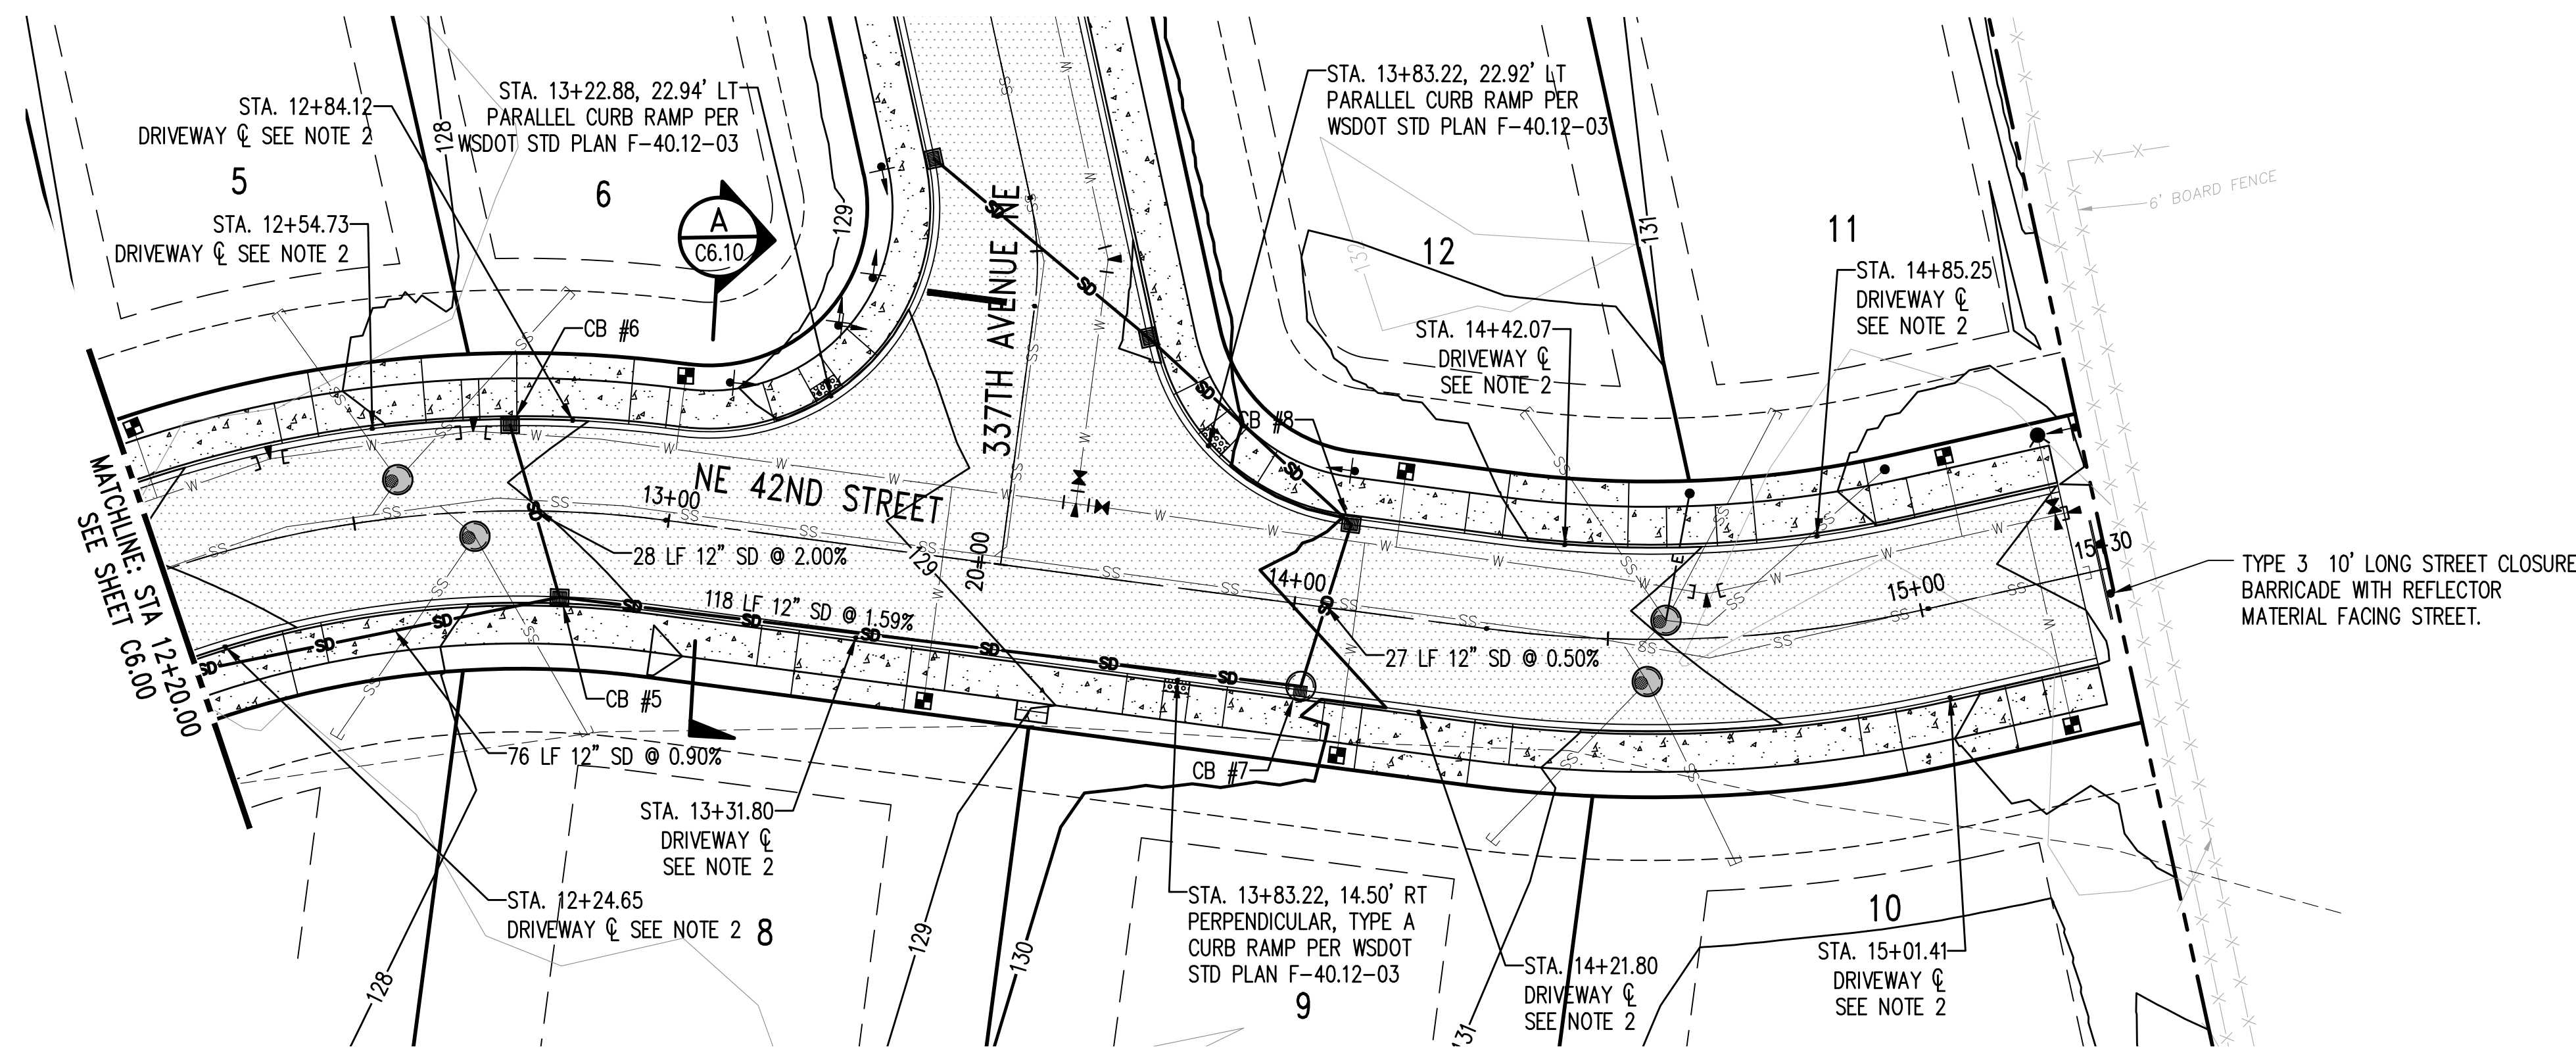 STA. 12+84.12
DRIVEWAY ℄ SEE NOTE 2
5
STA. 12+54.73
DRIVEWAY ℄ SEE NOTE 2
128
STA. 13+22.88, 22.94' LT
PARALLEL CURB RAMP PER
WSDOT STD PLAN F-40.12-03
6
A
C6.10
129
CB #6
STA. 13+83.22, 22.92' LT
PARALLEL CURB RAMP PER
WSDOT STD PLAN F-40.12-03
132
12
131
11
6' BOARD FENCE
STA. 14+85.25
DRIVEWAY ℄
SEE NOTE 2
STA. 14+42.07
DRIVEWAY ℄
SEE NOTE 2
CB #8
337TH AVENUE NE
NE 42ND STREET
13+00
20+00
14+00
15+00
15+30
129
MATCHLINE: STA 12+20.00
SEE SHEET C6.00
28 LF 12" SD @ 2.00%
118 LF 12" SD @ 1.59%
27 LF 12" SD @ 0.50%
TYPE 3 10' LONG STREET CLOSURE
BARRICADE WITH REFLECTOR
MATERIAL FACING STREET.
CB #5
76 LF 12" SD @ 0.90%
CB #7
STA. 13+31.80
DRIVEWAY ℄
SEE NOTE 2
STA. 12+24.65
DRIVEWAY ℄ SEE NOTE 2
8
128
129
130
STA. 13+83.22, 14.50' RT
PERPENDICULAR, TYPE A
CURB RAMP PER WSDOT
STD PLAN F-40.12-03
9
131
STA. 14+21.80
DRIVEWAY ℄
SEE NOTE 2
10
STA. 15+01.41
DRIVEWAY ℄
SEE NOTE 2
SD
SS
W